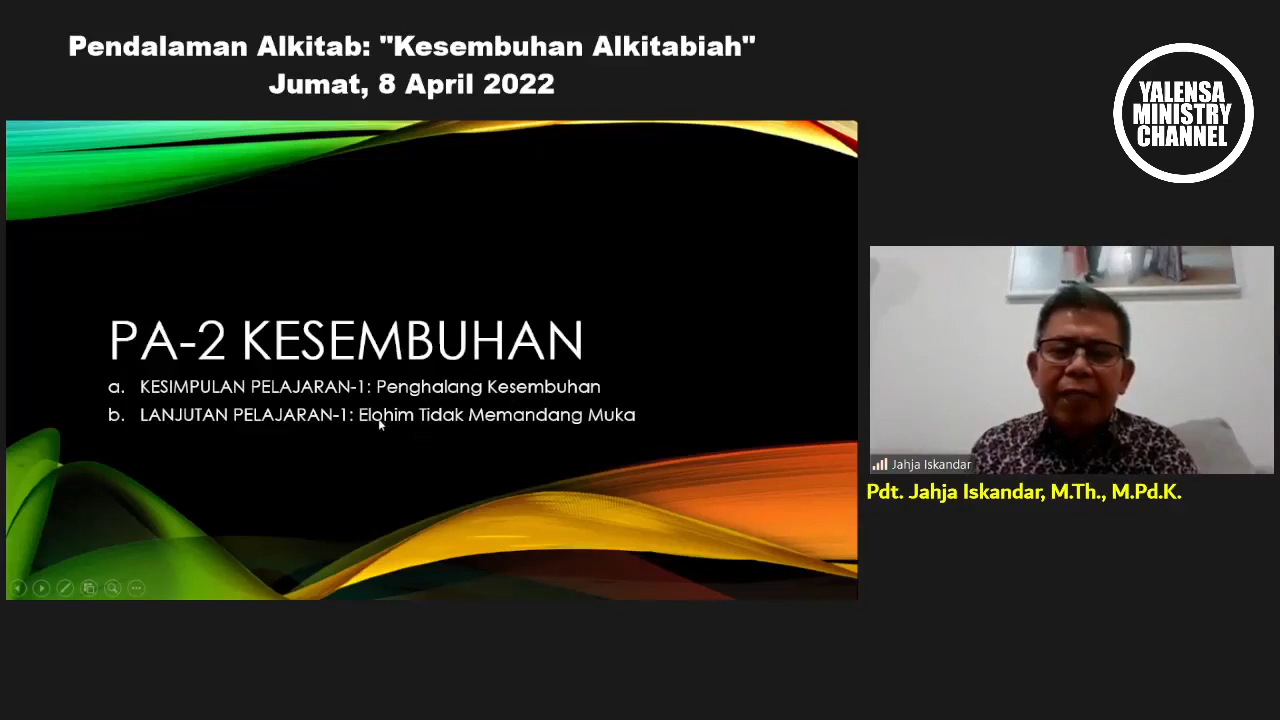 Pendalaman Alkitab: "Kesembuhan Alkitabiah"
Jumat, 8 April 2022
YALENSA
MINISTRY
CHANNEL
PA-2 KESEMBUHAN
a. KESIMPULAN PELAJARAN-1: Penghalang Kesembuhan
b. LANJUTAN PELAJARAN-1: Elohim Tidak Memandang Muka
Jahja Iskandar
Pdt. Jahja Iskandar, M.Th., M.Pd.K.